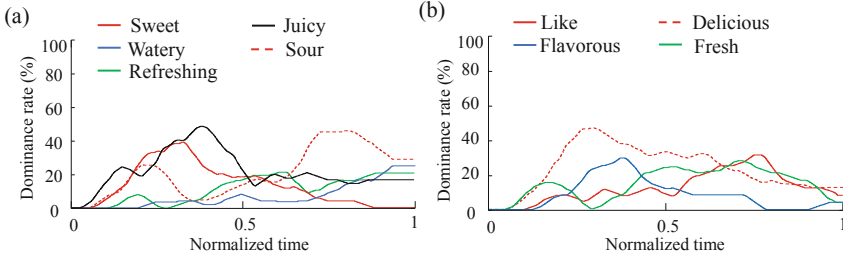 (a)
Sweet
Juicy
Watery
Sour
Refreshing
Dominance rate (%)
100
80
60
40
20
0
0
0.5
1
Normalized time
(b)
Like
Delicious
Flavorous
Fresh
Dominance rate (%)
100
80
60
40
20
0
0
0.5
1
Normalized time